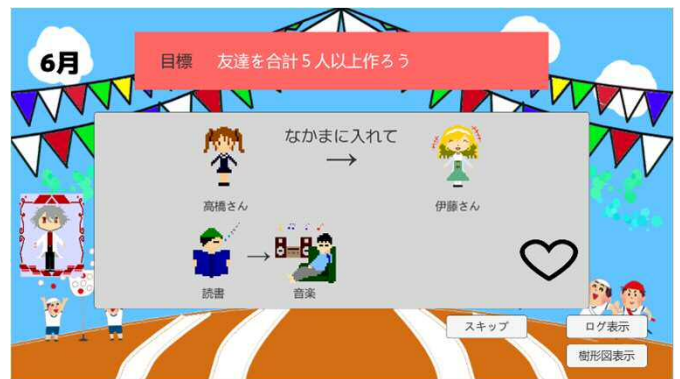 6月
目標 友達を合計5人以上作ろう
なかまに入れて
→
高橋さん
伊藤さん
→
読書
音楽
スキップ
ログ表示
樹形図表示